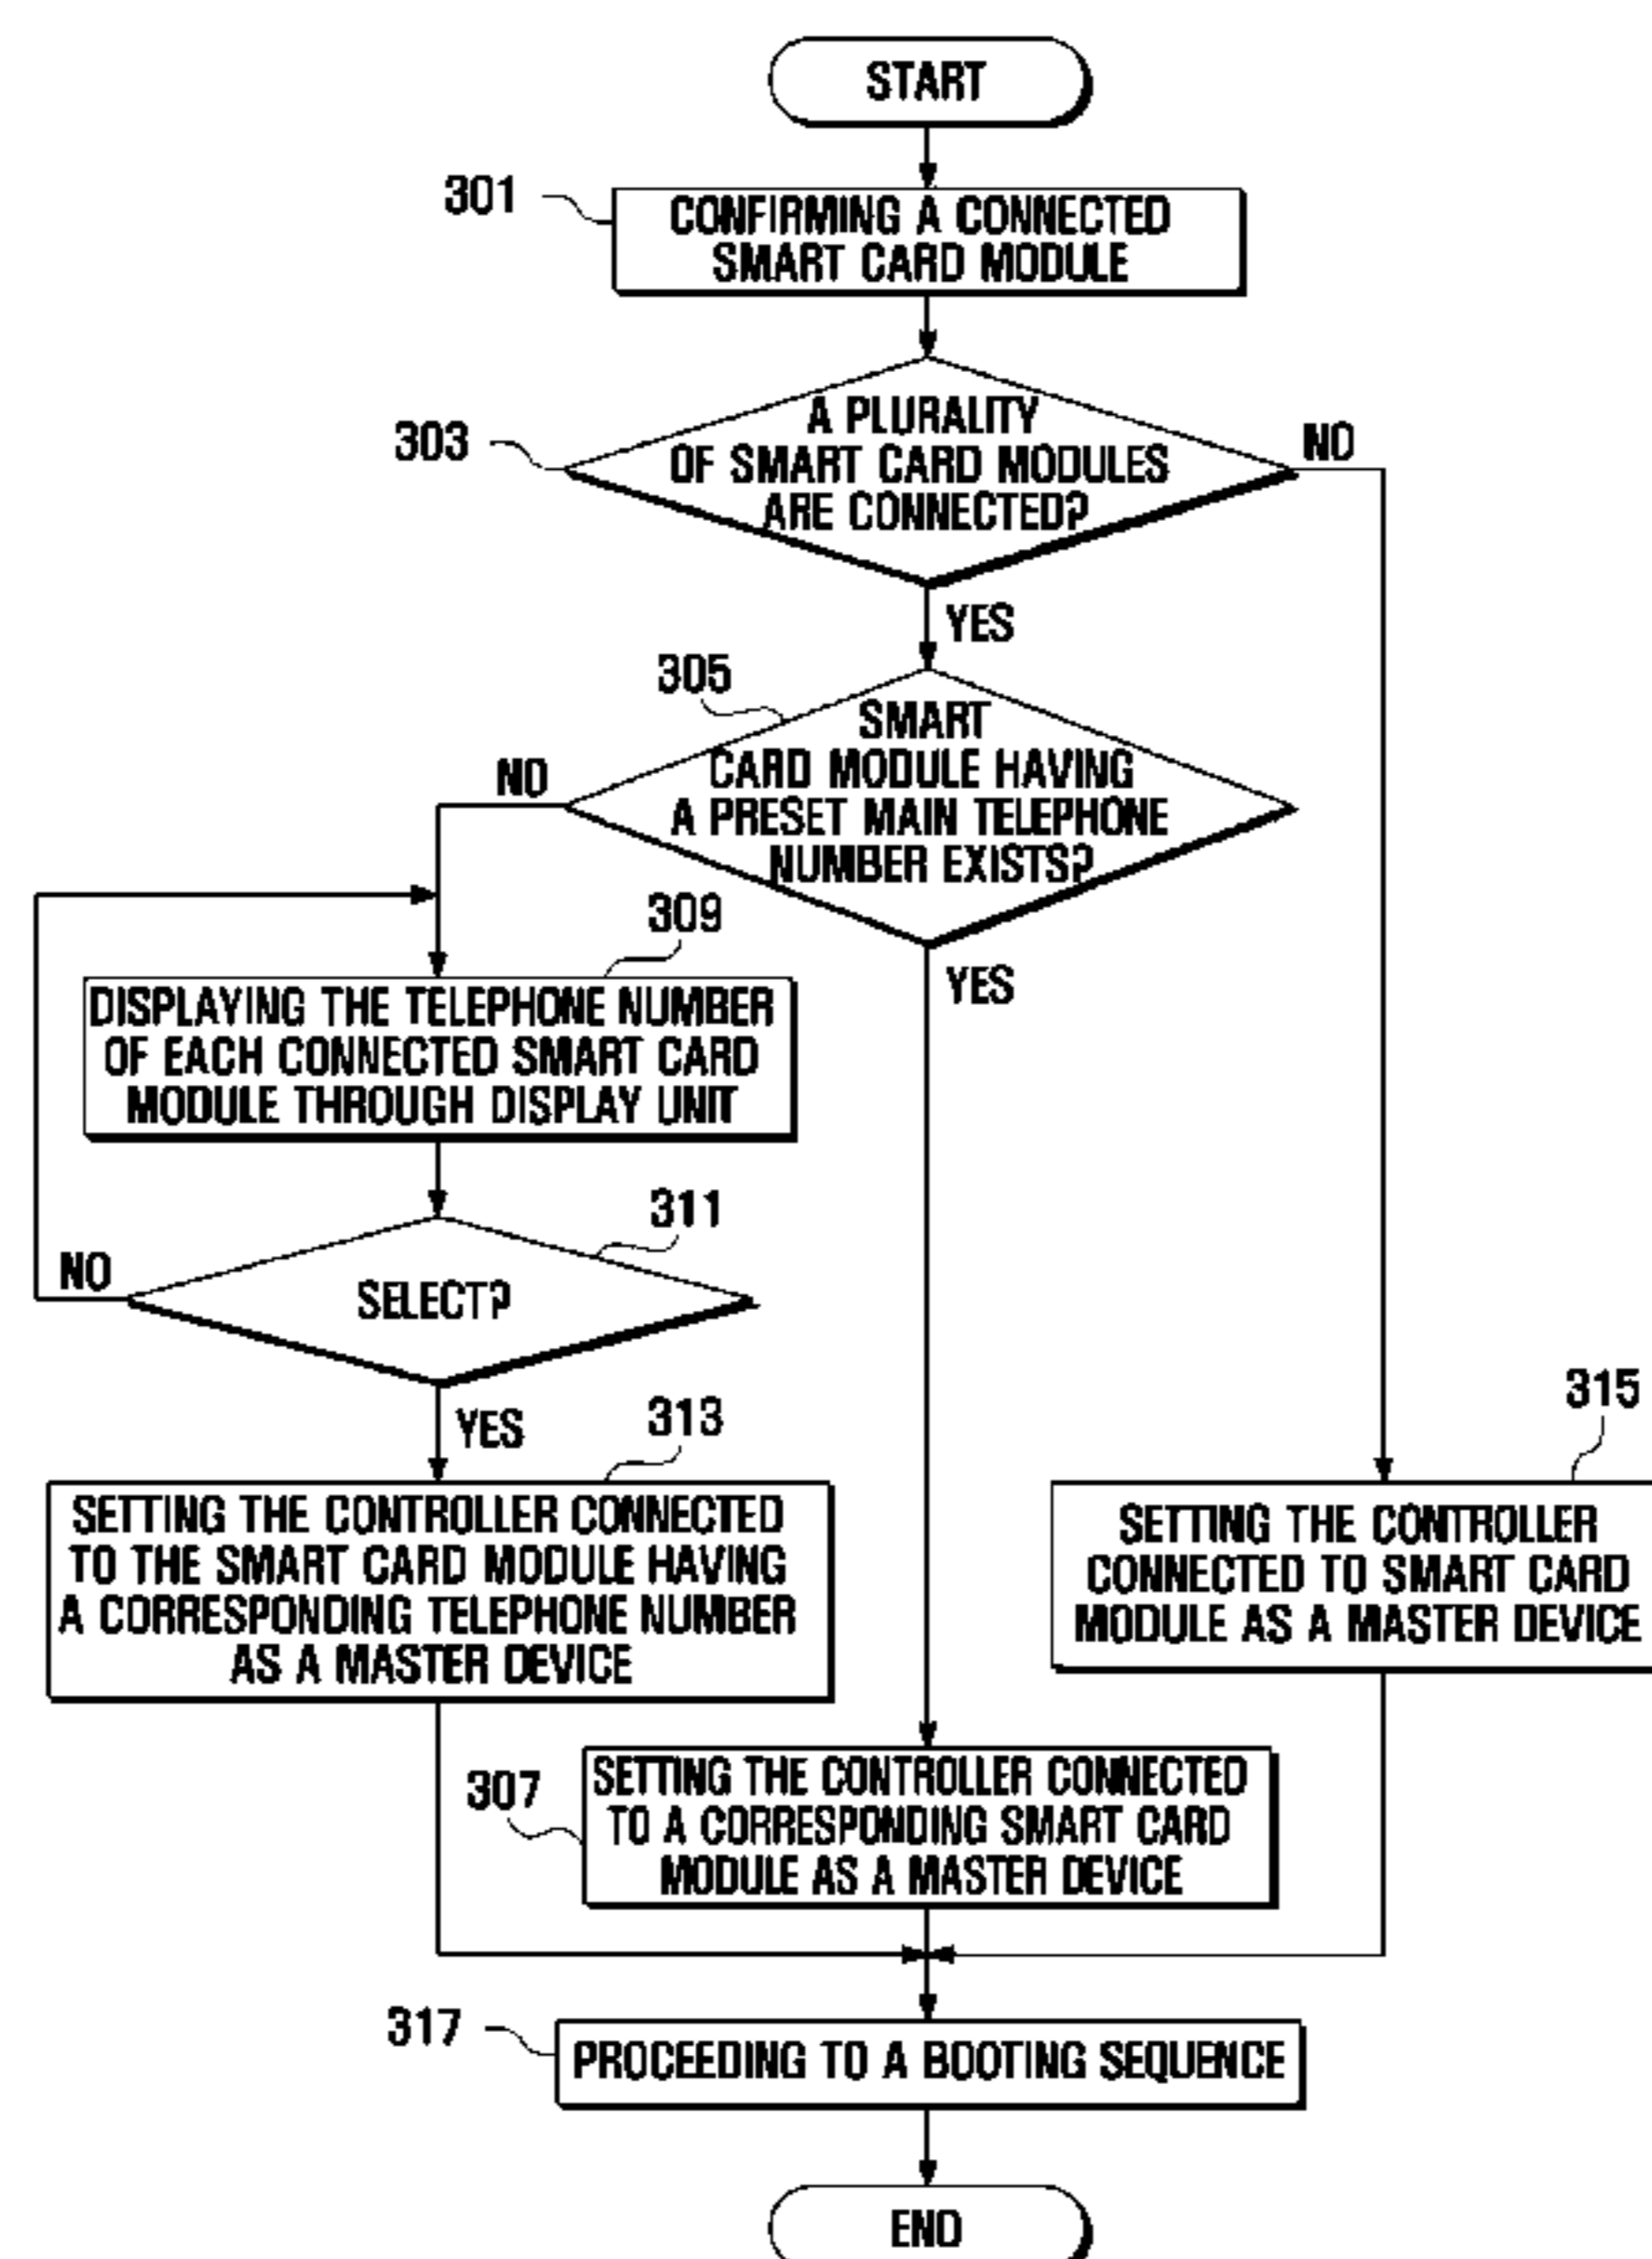 START
301
CONFIRMING A CONNECTED
SMART CARD MODULE
303
A PLURALITY
OF SMART CARD MODULES
ARE CONNECTED?
NO
YES
305
SMART
CARD MODULE HAVING
A PRESET MAIN TELEPHONE
NUMBER EXISTS?
NO
YES
309
DISPLAYING THE TELEPHONE NUMBER
OF EACH CONNECTED SMART CARD
MODULE THROUGH DISPLAY UNIT
311
SELECT?
NO
YES
313
SETTING THE CONTROLLER CONNECTED
TO THE SMART CARD MODULE HAVING
A CORRESPONDING TELEPHONE NUMBER
AS A MASTER DEVICE
315
SETTING THE CONTROLLER
CONNECTED TO SMART CARD
MODULE AS A MASTER DEVICE
307
SETTING THE CONTROLLER CONNECTED
TO A CORRESPONDING SMART CARD
MODULE AS A MASTER DEVICE
317
PROCEEDING TO A BOOTING SEQUENCE
END